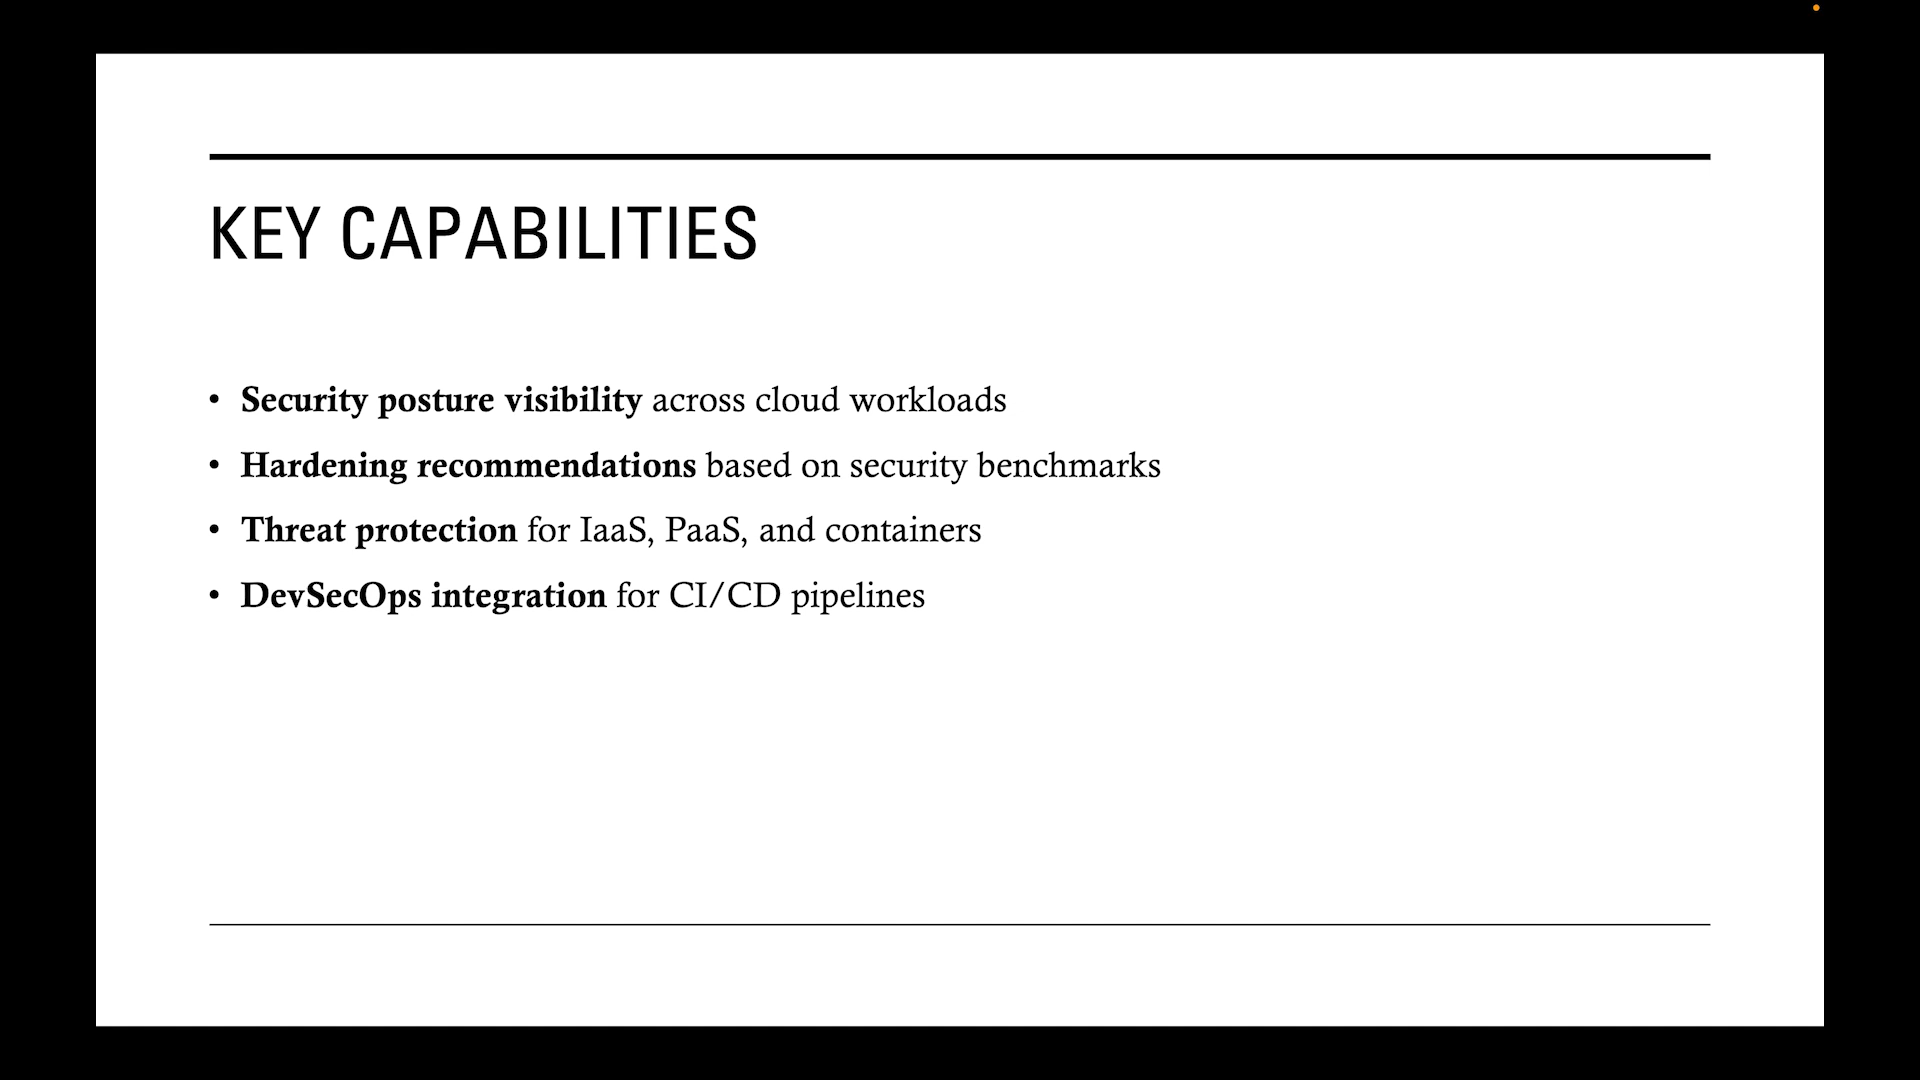 KEY CAPABILITIES
• Security posture visibility across cloud workloads
• Hardening recommendations based on security benchmarks
• Threat protection for IaaS, PaaS, and containers
• DevSecOps integration for CI/CD pipelines